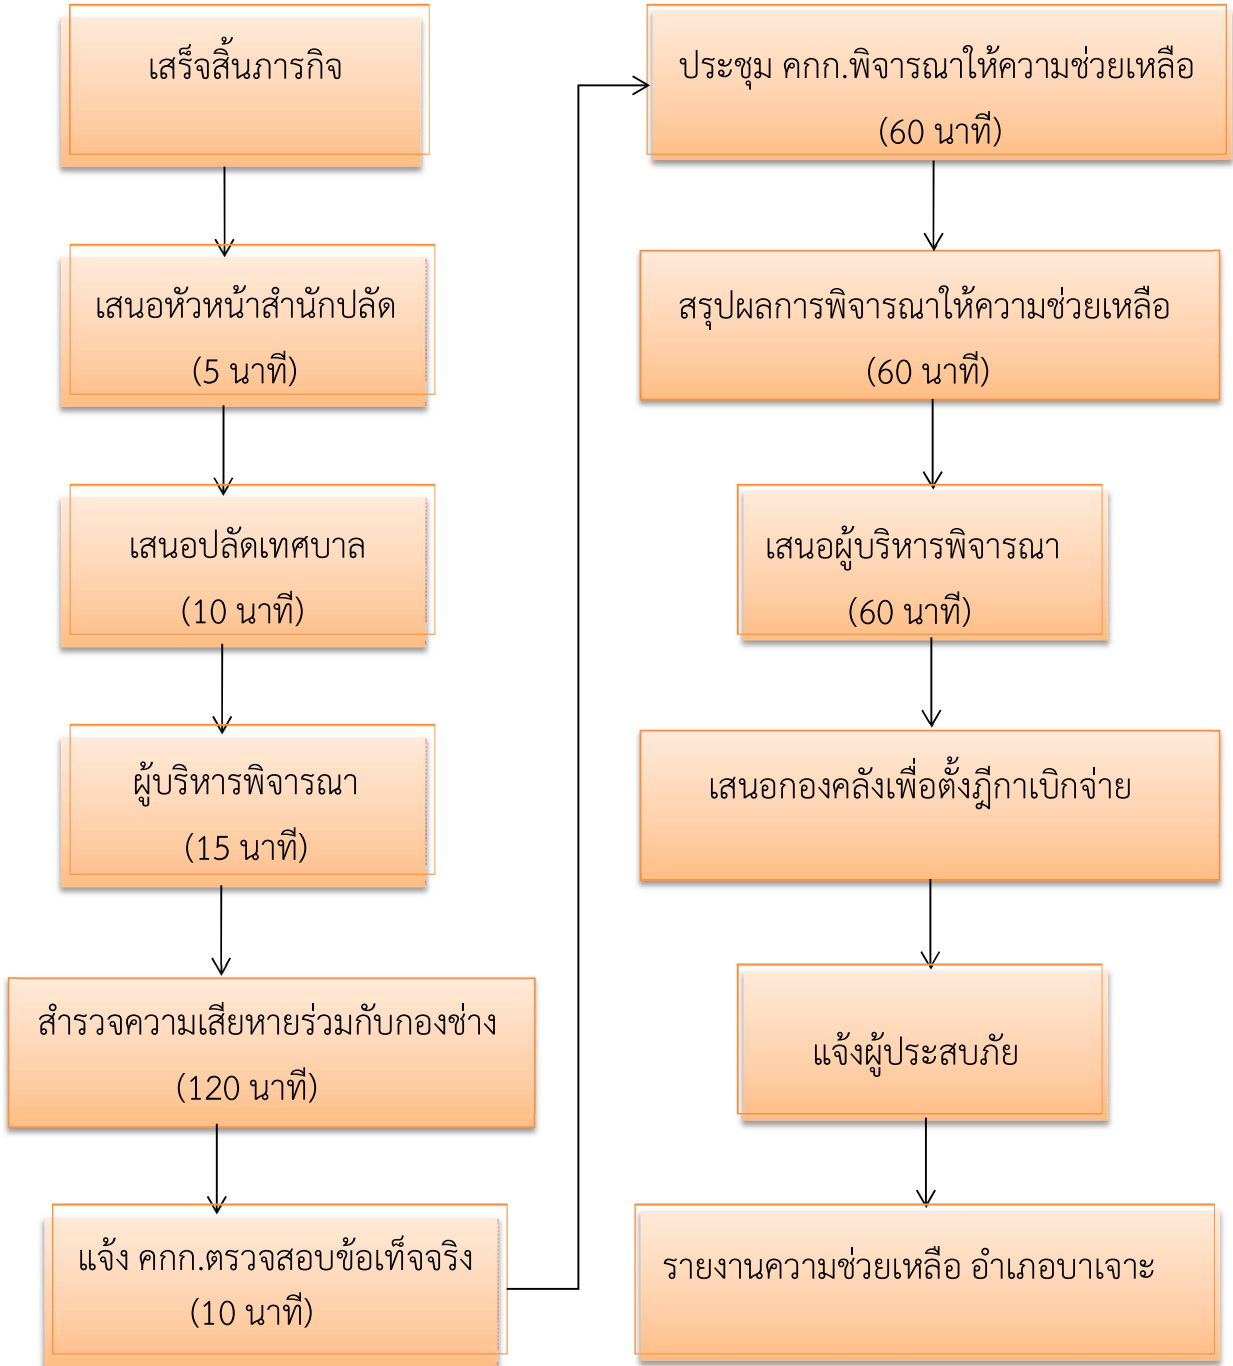 เสร็จสิ้นภารกิจ
เสนอหัวหน้าสำนักปลัด
(5 นาที)
เสนอปลัดเทศบาล
(10 นาที)
ผู้บริหารพิจารณา
(15 นาที)
สำรวจความเสียหายร่วมกับกองช่าง
(120 นาที)
แจ้ง คกก.ตรวจสอบข้อเท็จจริง
(10 นาที)
ประชุม คกก.พิจารณาให้ความช่วยเหลือ
(60 นาที)
สรุปผลการพิจารณาให้ความช่วยเหลือ
(60 นาที)
เสนอผู้บริหารพิจารณา
(60 นาที)
เสนอกองคลังเพื่อตั้งฎีกาเบิกจ่าย
แจ้งผู้ประสบภัย
รายงานความช่วยเหลือ อำเภอบาเจาะ